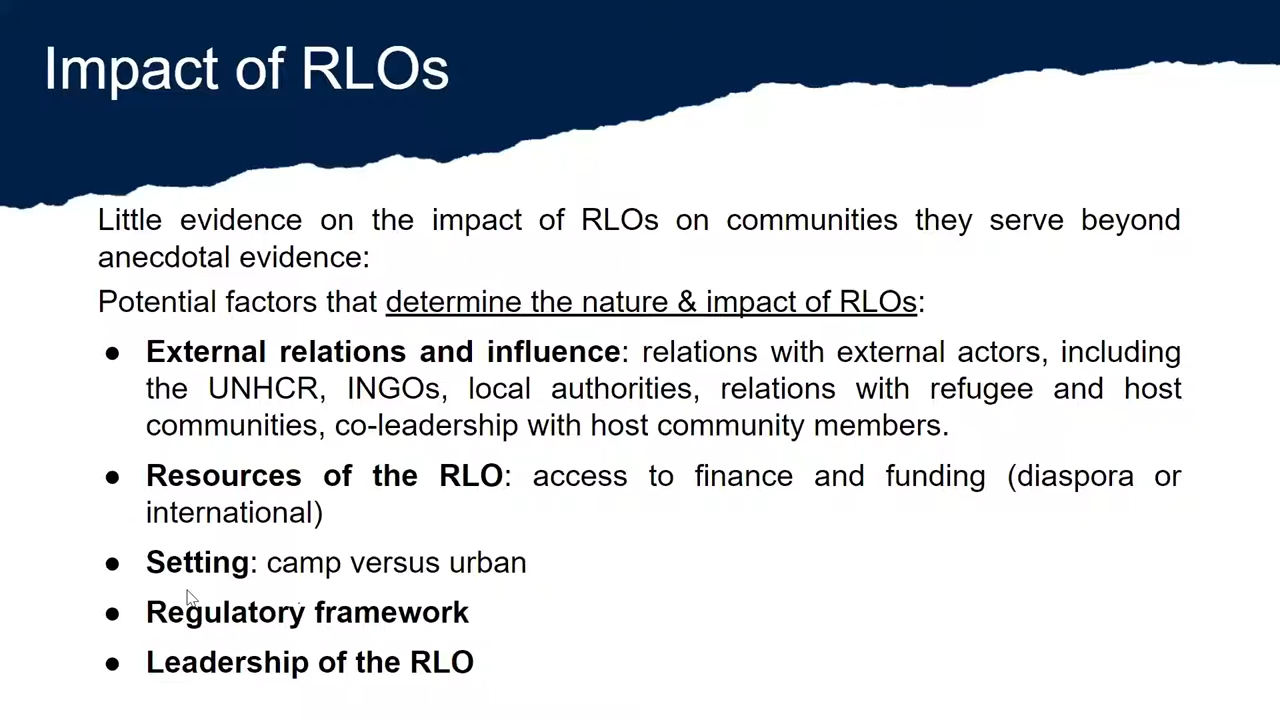 Impact of RLOs
Little evidence on the impact of RLOs on communities they serve beyond
anecdotal evidence:
Potential factors that determine the nature & impact of RLOs:
● External relations and influence: relations with external actors, including
the UNHCR, INGOs, local authorities, relations with refugee and host
communities, co-leadership with host community members.
● Resources of the RLO: access to finance and funding (diaspora or
international)
● Setting: camp versus urban
● Regulatory framework
● Leadership of the RLO